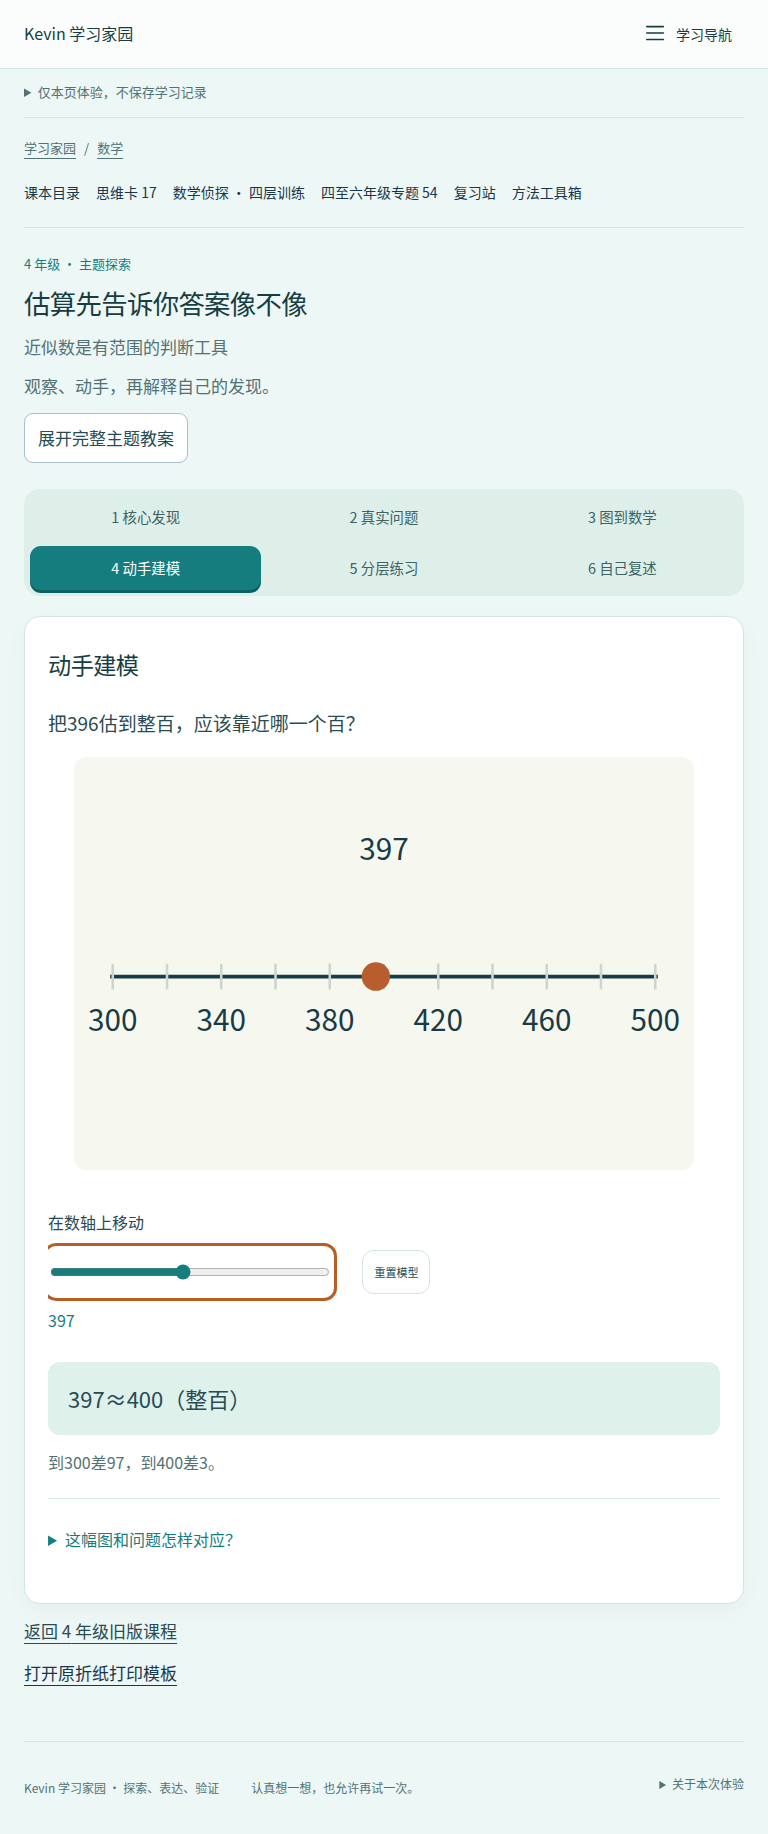 Kevin 学习家园
学习导航
仅本页体验，不保存学习记录
学习家园 / 数学
课本目录 思维卡 17 数学侦探 · 四层训练 四至六年级专题 54 复习站 方法工具箱
4 年级 · 主题探索
估算先告诉你答案像不像
近似数是有范围的判断工具
观察、动手，再解释自己的发现。
展开完整主题教案
1 核心发现 2 真实问题 3 图到数学
4 动手建模 5 分层练习 6 自己复述
动手建模
把396估到整百，应该靠近哪一个百？
397
300 340 380 420 460 500
在数轴上移动
重置模型
397
397≈400（整百）
到300差97，到400差3。
这幅图和问题怎样对应？
返回 4 年级旧版课程
打开原折纸打印模板
Kevin 学习家园 · 探索、表达、验证 认真想一想，也允许再试一次。 关于本次体验